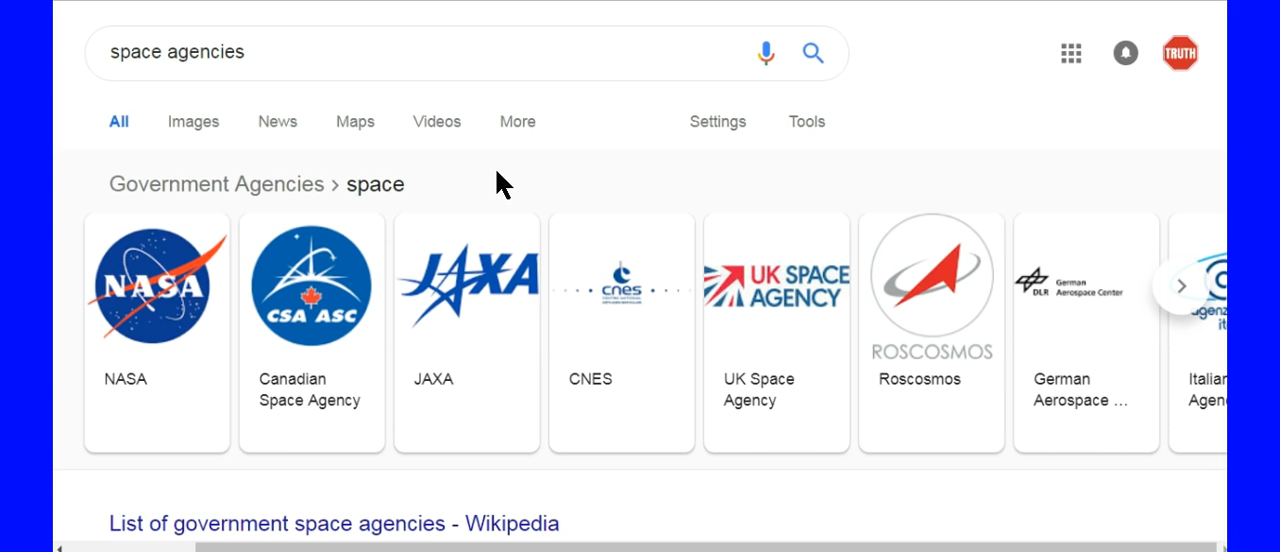 space agencies
TRUTH
All Images News Maps Videos More Settings Tools
Government Agencies › space
NASA
CSA ASC
JAXA
cnes
UK SPACE
AGENCY
ROSCOSMOS
DLR
German
Aerospace Center
NASA
Canadian
Space Agency
JAXA
CNES
UK Space
Agency
Roscosmos
German
Aerospace ...
List of government space agencies - Wikipedia